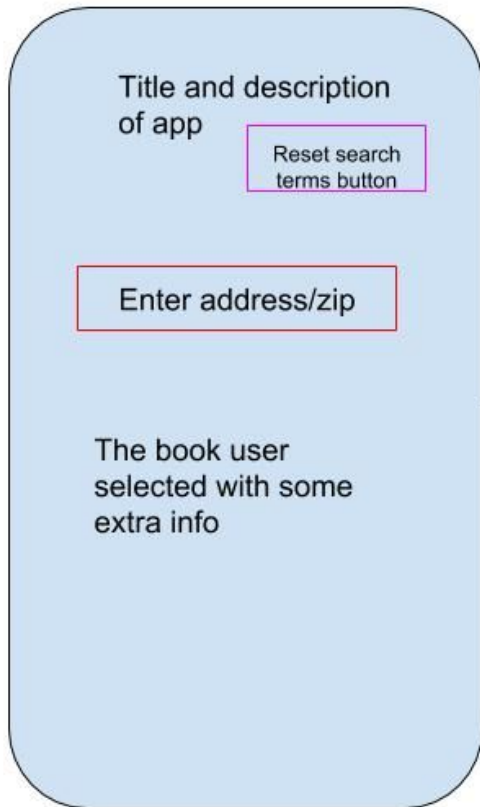 Title and description
of app
Reset search
terms button
Enter address/zip
The book user
selected with some
extra info